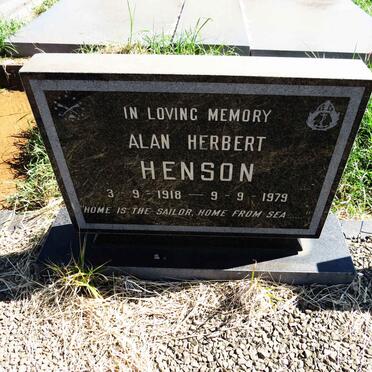 IN LOVING MEMORY
ALAN HERBERT
HENSON
3-9-1918 — 9-9-1979
HOME IS THE SAILOR, HOME FROM SEA